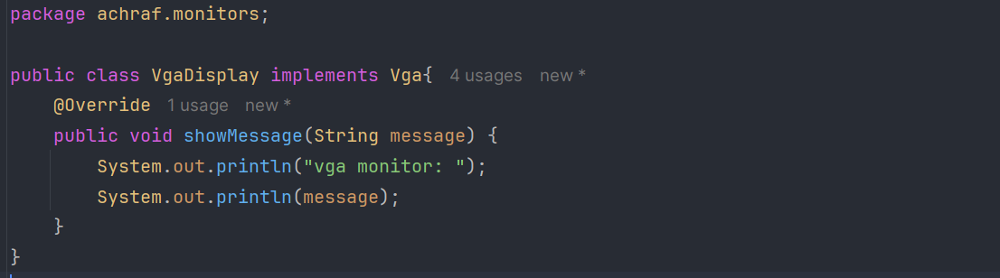 package achraf.monitors;
public class VgaDisplay implements Vga{ 4 usages new *
@Override 1 usage new *
public void showMessage(String message) {
System.out.println("vga monitor: ");
System.out.println(message);
}
}